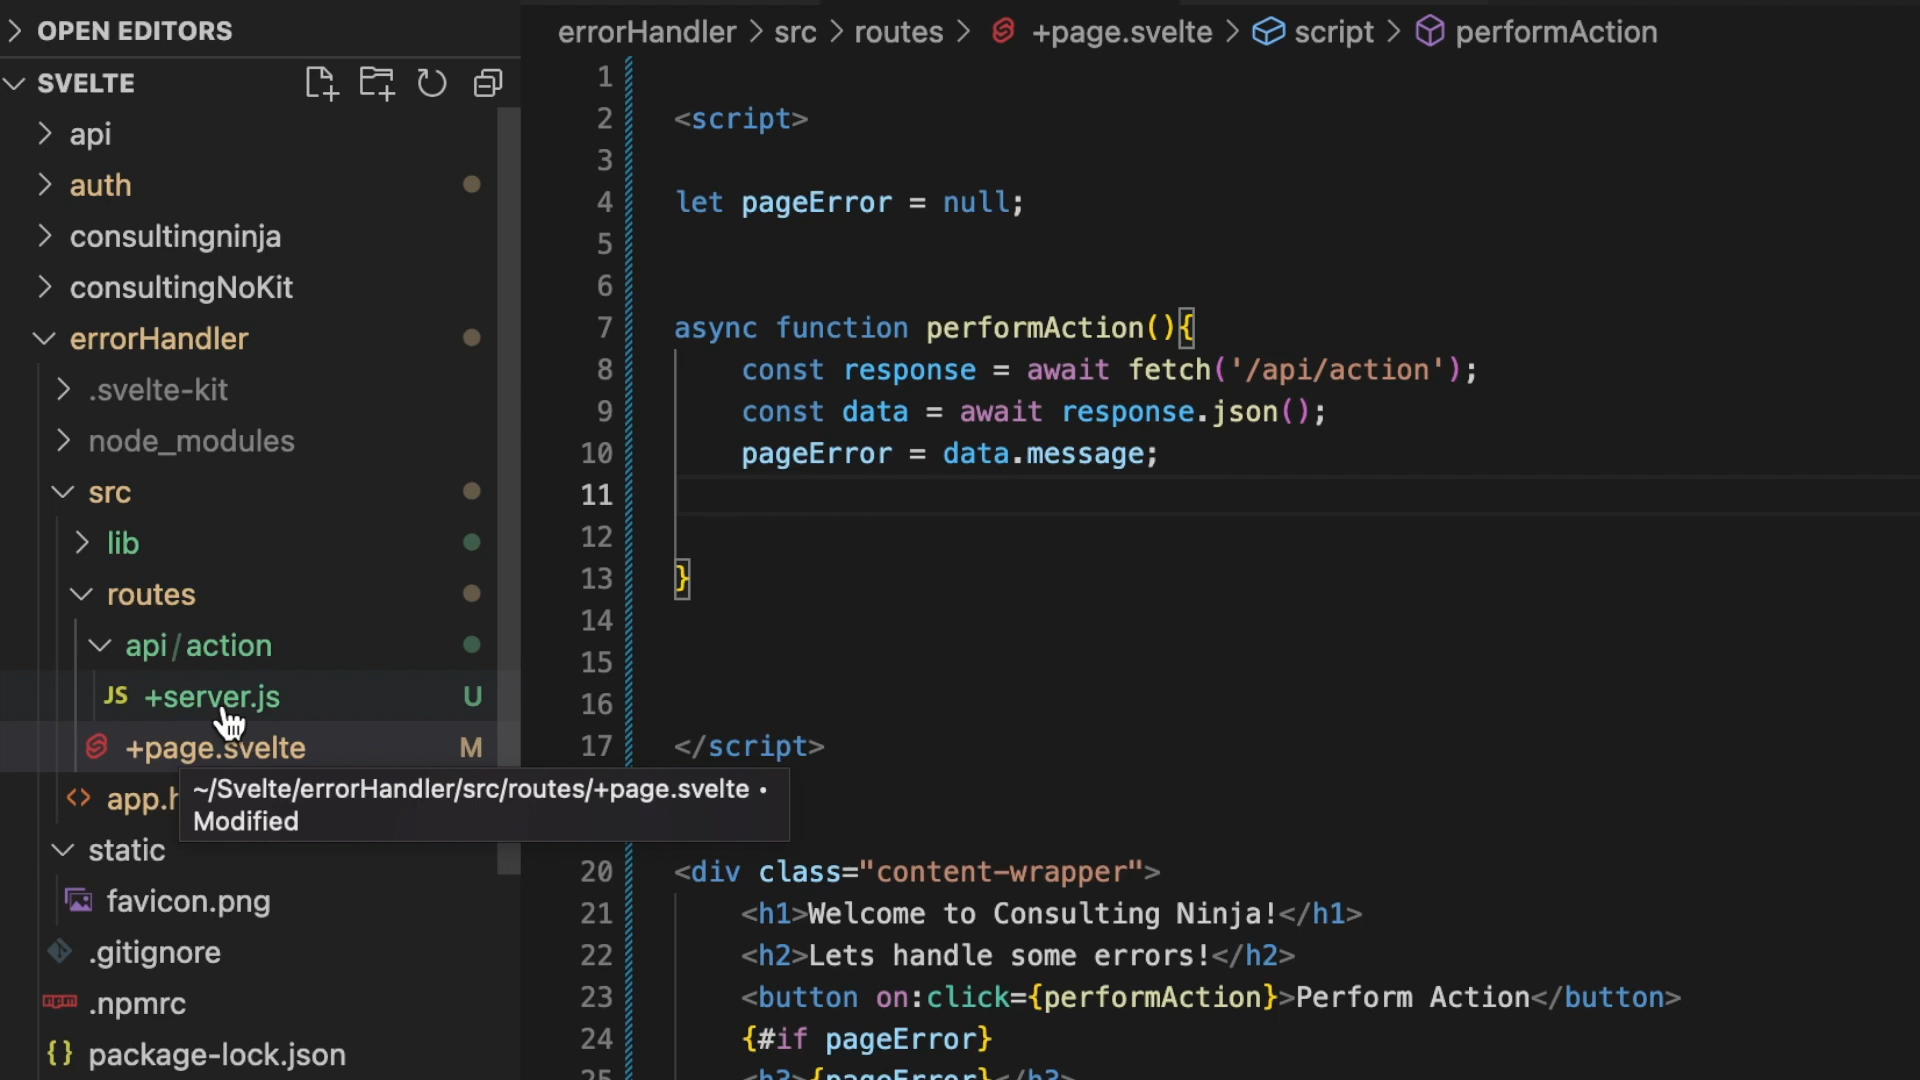 OPEN EDITORS
SVELTE
api
auth
consultingninja
consultingNoKit
errorHandler
.svelte-kit
node_modules
src
lib
routes
api/action
JS +server.js U
+page.svelte M
~/Svelte/errorHandler/src/routes/+page.svelte •
Modified
static
favicon.png
.gitignore
npm .npmrc
{} package-lock.json
errorHandler > src > routes > +page.svelte > script > performAction
1
2 <script>
3
4 let pageError = null;
5
6
7 async function performAction(){
8 const response = await fetch('/api/action');
9 const data = await response.json();
10 pageError = data.message;
11
12
13 }
14
15
16
17 </script>
20 <div class="content-wrapper">
21 <h1>Welcome to Consulting Ninja!</h1>
22 <h2>Lets handle some errors!</h2>
23 <button on:click={performAction}>Perform Action</button>
24 {#if pageError}
25 <h3>{pageError}</h3>